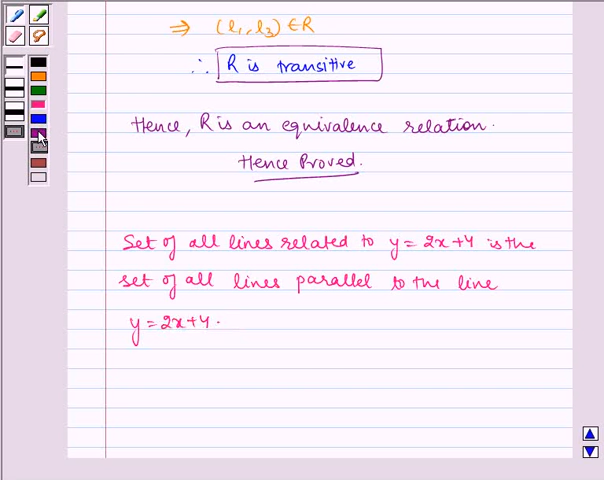 ⇒ (l₁, l₃) ∈ R
∴ R is transitive
Hence, R is an equivalence relation.
Hence Proved.
Set of all lines related to y = 2x+4 is the
set of all lines parallel to the line
y = 2x+4.